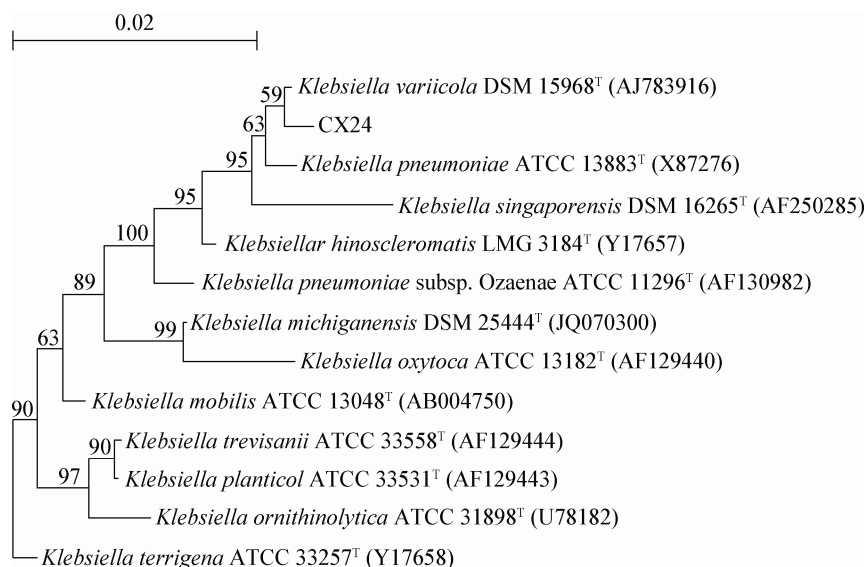 0.02
59
Klebsiella variicola DSM 15968ᵀ (AJ783916)
CX24
63
Klebsiella pneumoniae ATCC 13883ᵀ (X87276)
95
Klebsiella singaporensis DSM 16265ᵀ (AF250285)
95
Klebsiellar hinoscleromatis LMG 3184ᵀ (Y17657)
100
Klebsiella pneumoniae subsp. Ozaenae ATCC 11296ᵀ (AF130982)
89
Klebsiella michiganensis DSM 25444ᵀ (JQ070300)
99
Klebsiella oxytoca ATCC 13182ᵀ (AF129440)
63
Klebsiella mobilis ATCC 13048ᵀ (AB004750)
90
Klebsiella trevisanii ATCC 33558ᵀ (AF129444)
90
Klebsiella planticol ATCC 33531ᵀ (AF129443)
97
Klebsiella ornithinolytica ATCC 31898ᵀ (U78182)
Klebsiella terrigena ATCC 33257ᵀ (Y17658)